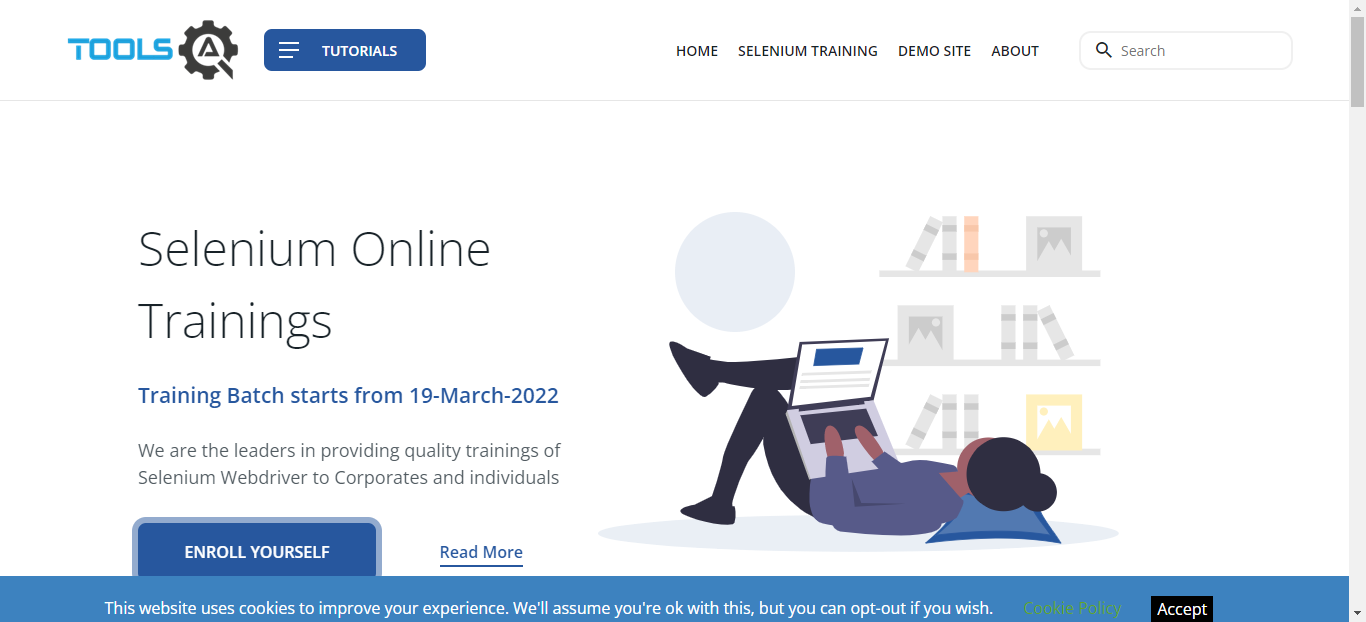 TOOLS QA
TUTORIALS
HOME
SELENIUM TRAINING
DEMO SITE
ABOUT
Search
Selenium Online
Trainings
Training Batch starts from 19-March-2022
We are the leaders in providing quality trainings of
Selenium Webdriver to Corporates and individuals
ENROLL YOURSELF
Read More
This website uses cookies to improve your experience. We'll assume you're ok with this, but you can opt-out if you wish.
Cookie Policy
Accept